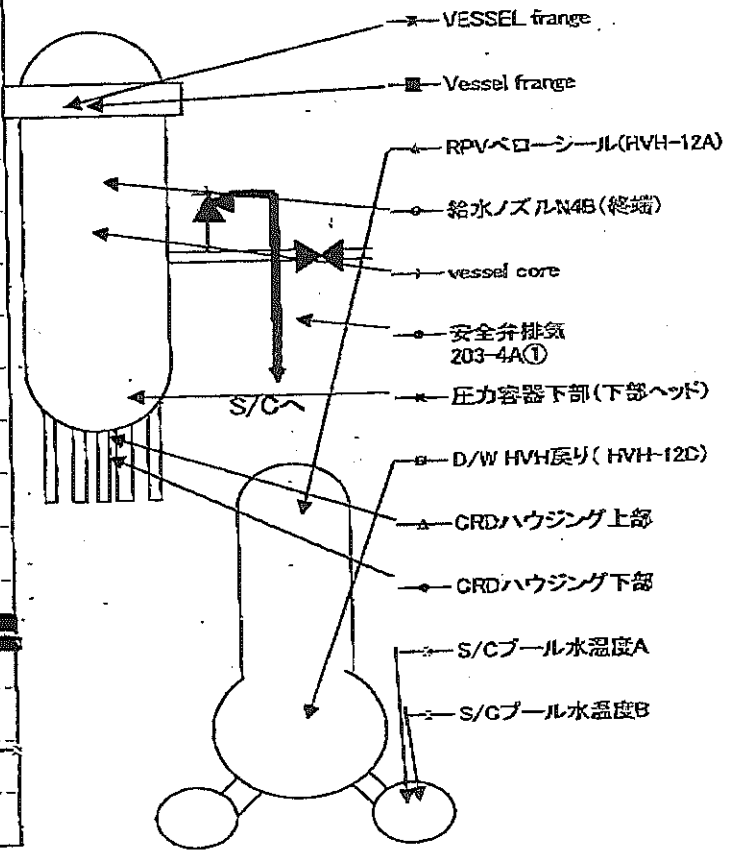 VESSEL frange
Vessel frange
RPVベローシール(HVH-12A)
給水ノズルN4B(終端)
vessel core
安全弁排気
203-4A①
圧力容器下部(下部ヘッド)
S/Cへ
D/W HVH戻り( HVH-12C)
CRDハウジング上部
CRDハウジング下部
S/Cプール水温度A
S/Cプール水温度B